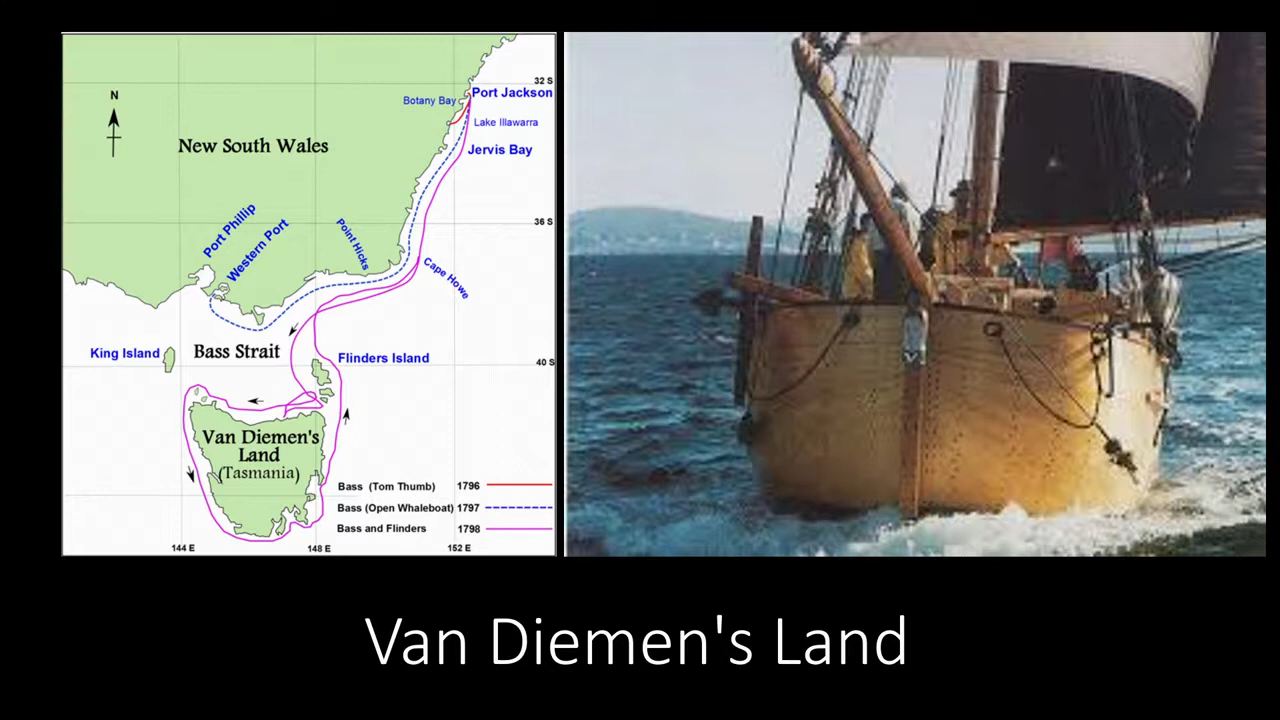 32 S
N
Port Jackson
Botany Bay
Lake Illawarra
New South Wales
Jervis Bay
Port Phillip
Western Port
Point Hicks
36 S
Cape Howe
King Island
Bass Strait
Flinders Island
40 S
Van Diemen's
Land
(Tasmania)
Bass (Tom Thumb) 1796
Bass (Open Whaleboat) 1797
Bass and Flinders 1798
144 E
148 E
152 E
Van Diemen's Land